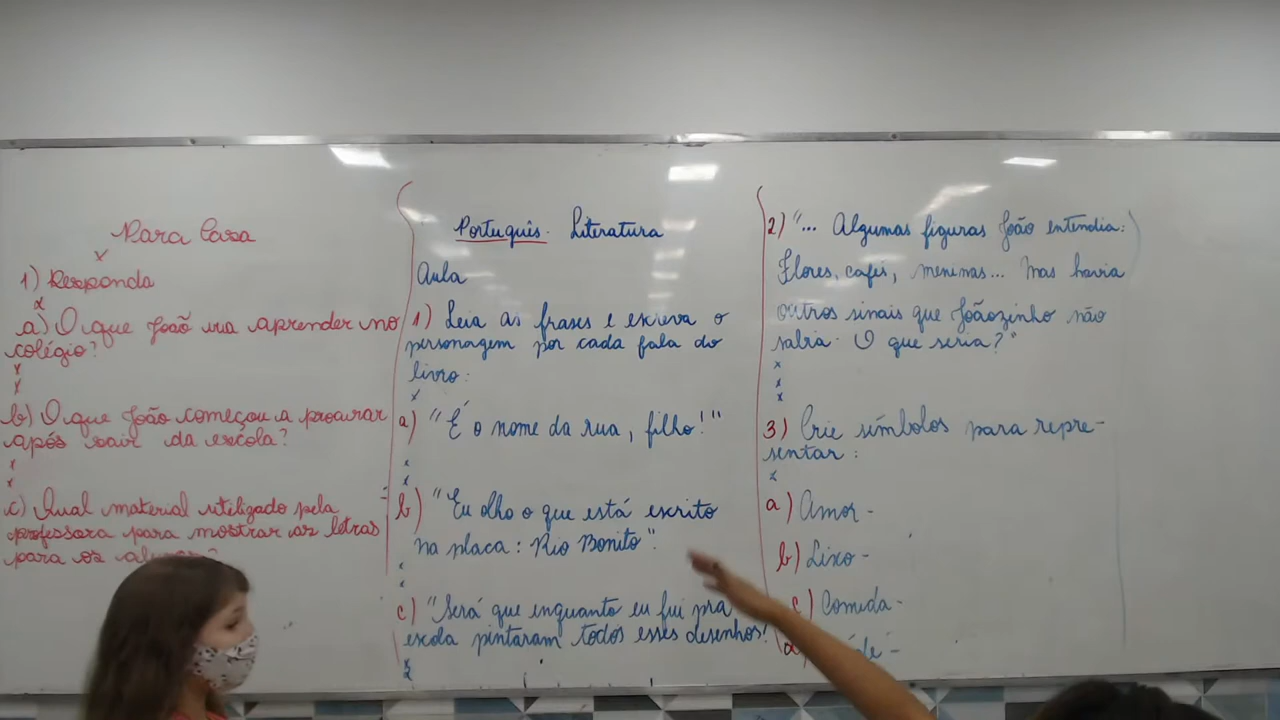 Para Casa
x
1) Responda
x
a) O que João ira aprender no
colégio?
x
x
b) O que João começou a procurar
após sair da escola?
x
x
c) Qual material utilizado pela
professora para mostrar as letras
para os
Português. Literatura
Aula
1) Leia as frases e escreva o
personagem por cada fala do
livro:
x
a) "É o nome da rua, filho!"
x
x
b) "Eu olho o que está escrito
na placa: Rio Bonito".
x
x
c) "Será que enquanto eu fui pra
escola pintaram todos esses desenhos!
x
x
2) "... Algumas figuras João entendia:
Flores, cafés, meninas... Mas havia
outros sinais que Joãozinho não
sabia. O que seria?"
x
x
x
3) Crie símbolos para repre-
sentar:
x
a) Amor-
b) Lixo-
c) Comida-